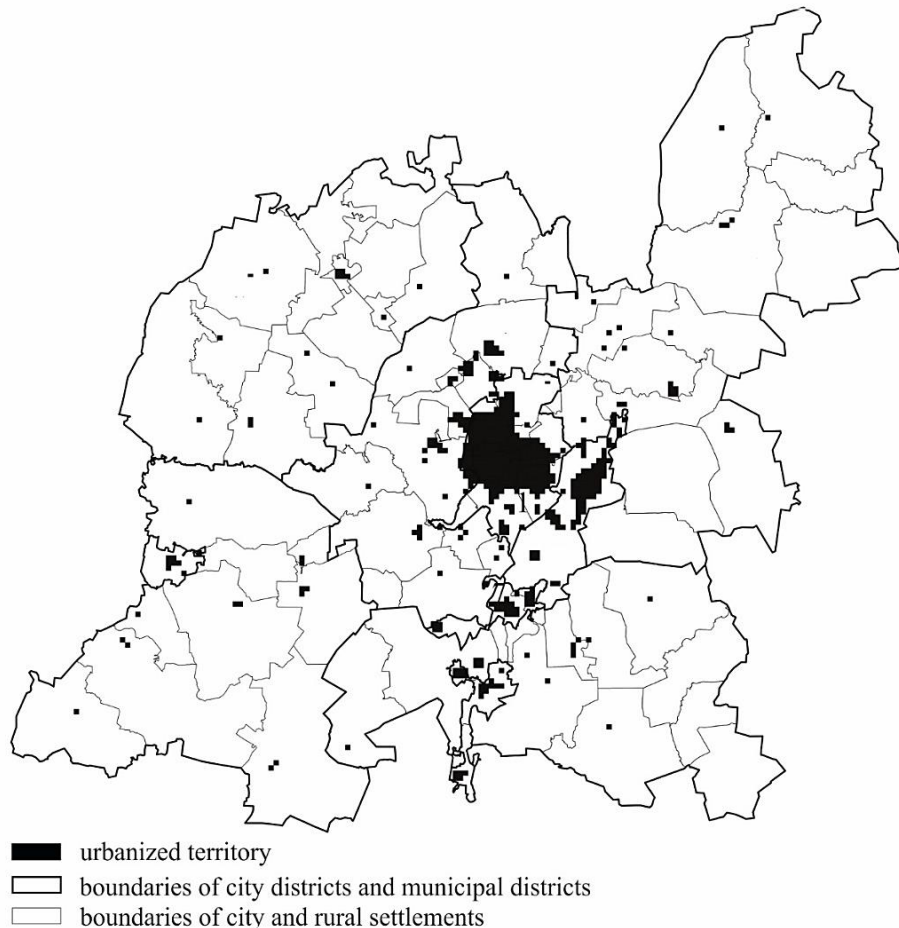 urbanized territory
boundaries of city districts and municipal districts
boundaries of city and rural settlements